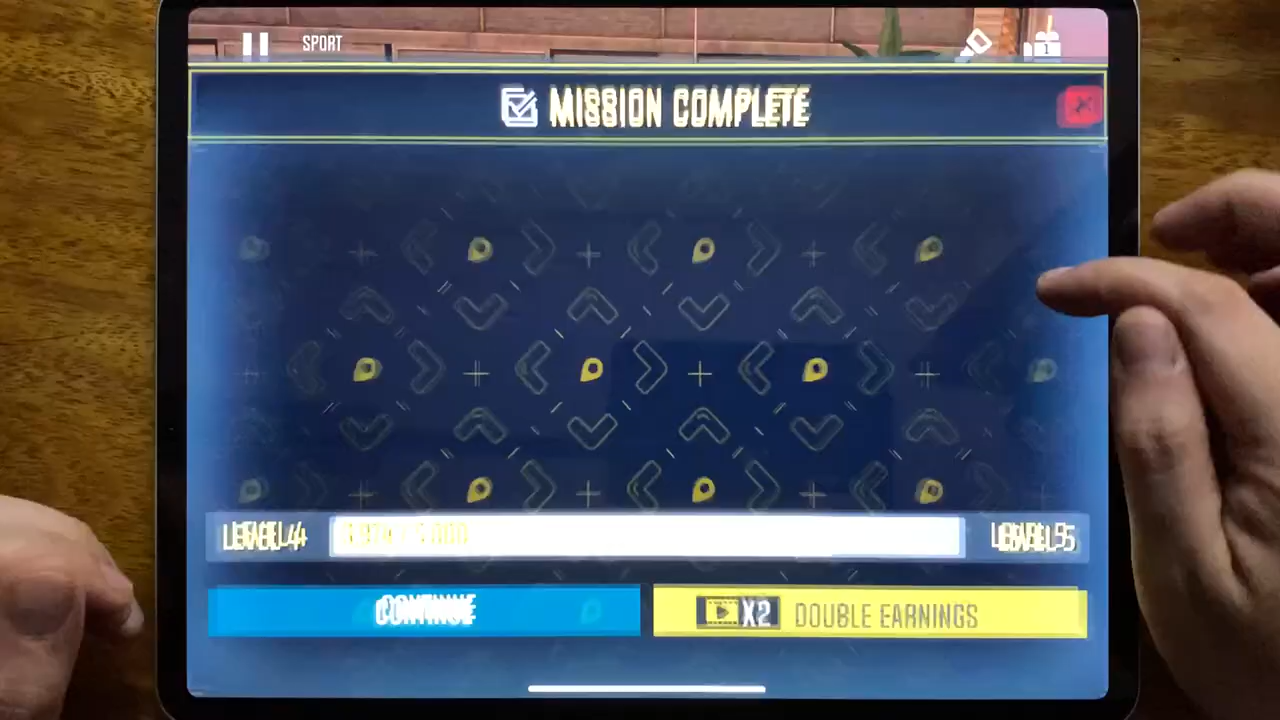 SPORT
MISSION COMPLETE
LEVEL 4
LEVEL 5
CONTINUE
X2 DOUBLE EARNINGS